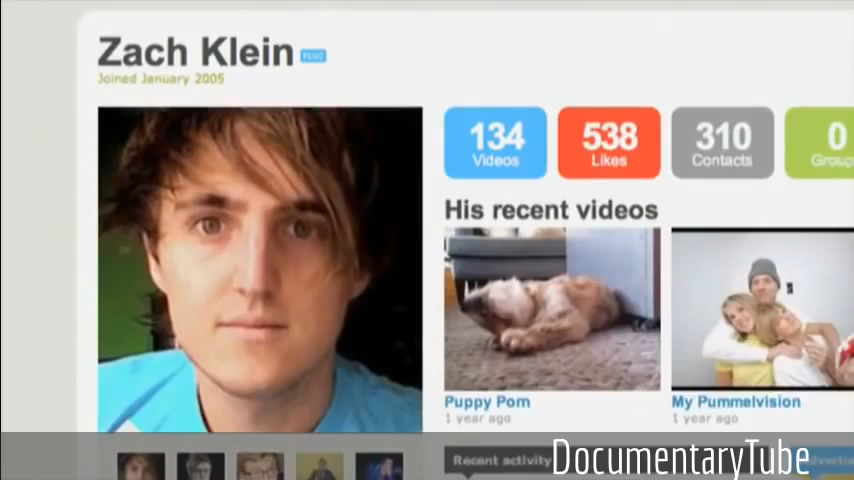 Zach Klein PLUS
Joined January 2005
134 Videos
538 Likes
310 Contacts
0
His recent videos
Puppy Porn
1 year ago
My Pummelvision
1 year ago
Recent activity
DocumentaryTube